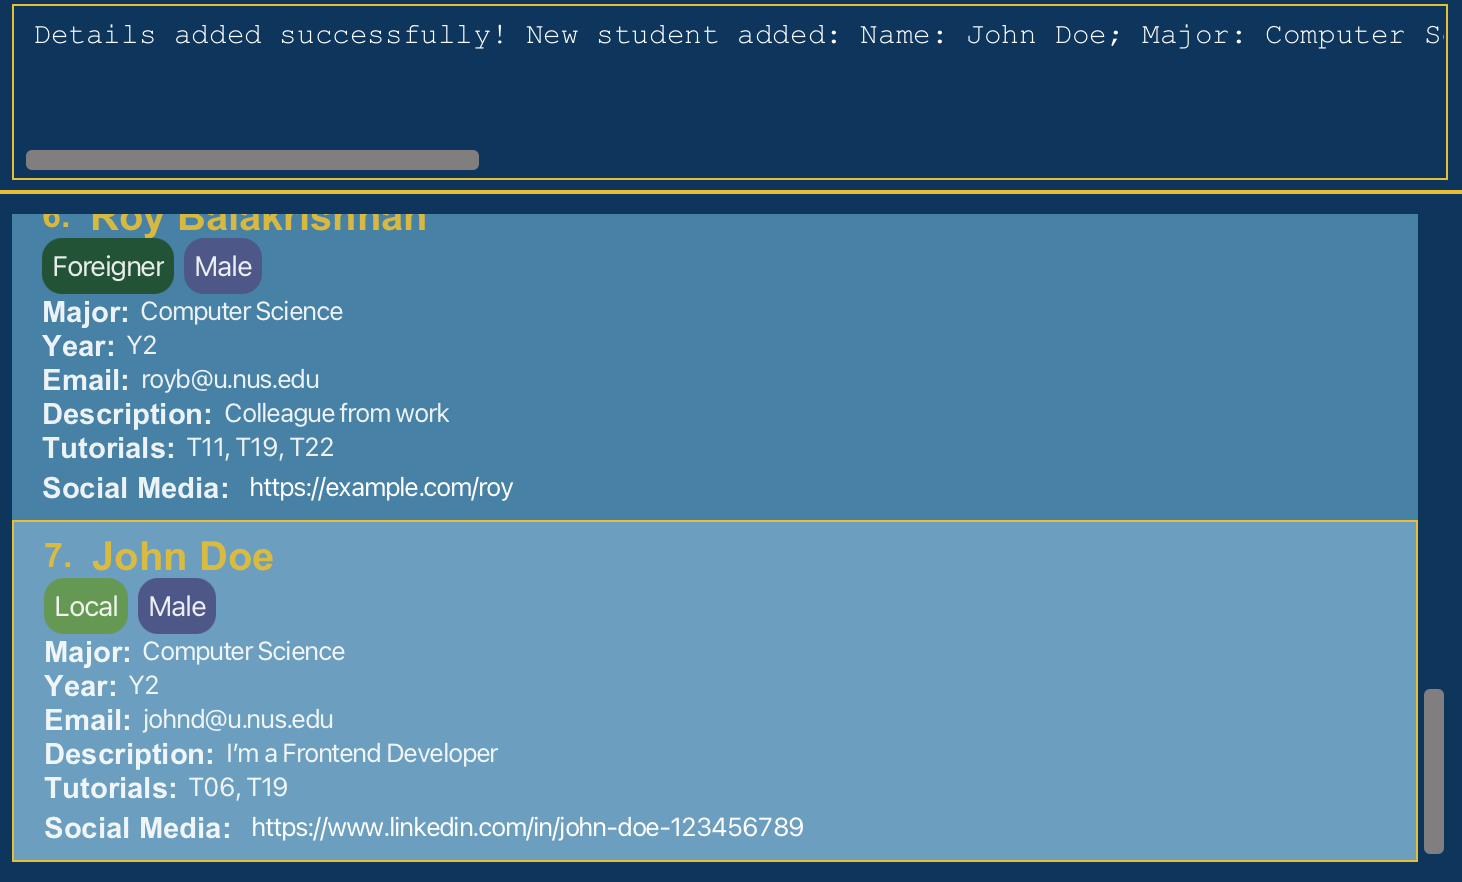 Details added successfully! New student added: Name: John Doe; Major: Computer
6. Roy Balakrishnan
Foreigner Male
Major: Computer Science
Year: Y2
Email: royb@u.nus.edu
Description: Colleague from work
Tutorials: T11, T19, T22
Social Media: https://example.com/roy
7. John Doe
Local Male
Major: Computer Science
Year: Y2
Email: johnd@u.nus.edu
Description: I’m a Frontend Developer
Tutorials: T06, T19
Social Media: https://www.linkedin.com/in/john-doe-123456789